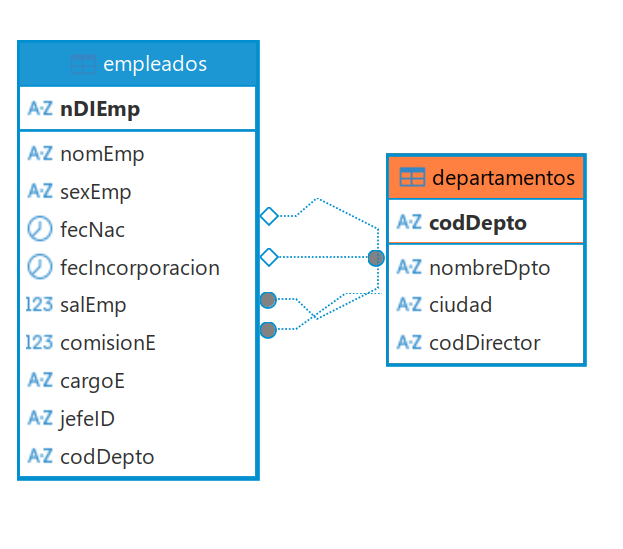 empleados
A-Z nDIEmp
A-Z nomEmp
A-Z sexEmp
fecNac
fecIncorporacion
123 salEmp
123 comisionE
A-Z cargoE
A-Z jefeID
A-Z codDepto
departamentos
A-Z codDepto
A-Z nombreDpto
A-Z ciudad
A-Z codDirector